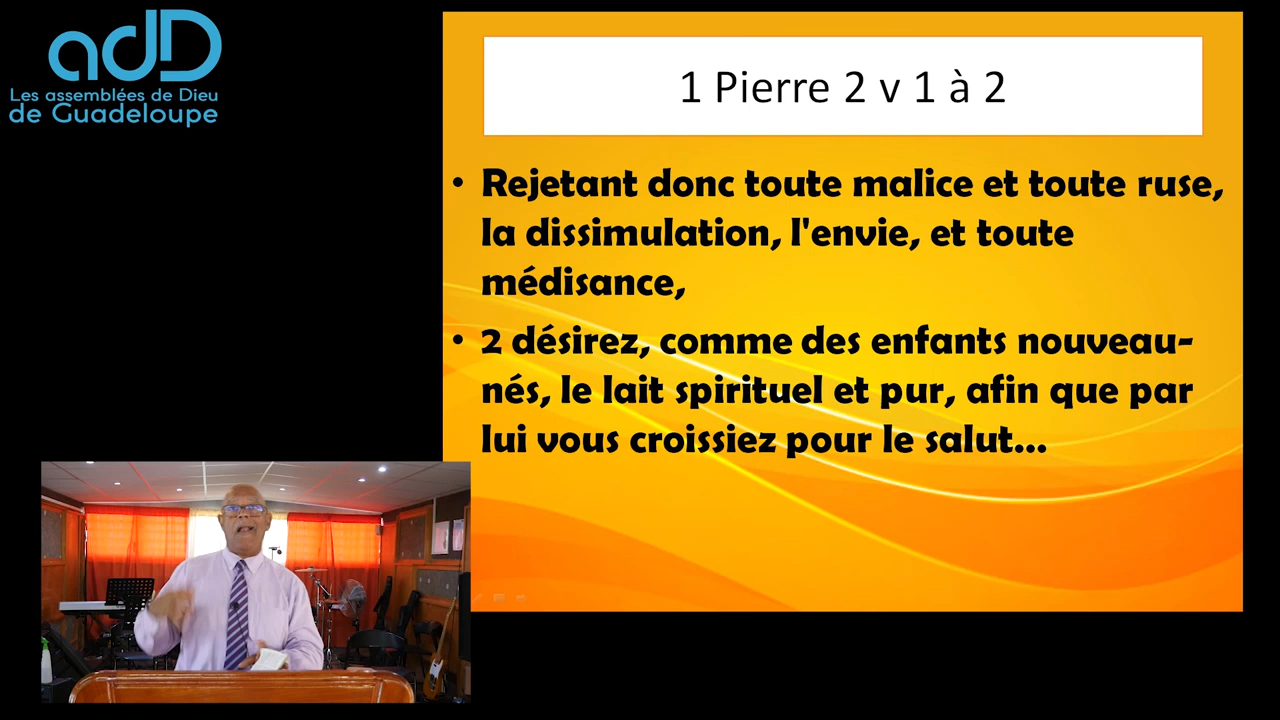 adD
Les assemblées de Dieu
de Guadeloupe
1 Pierre 2 v 1 à 2
• Rejetant donc toute malice et toute ruse,
la dissimulation, l'envie, et toute
médisance,
• 2 désirez, comme des enfants nouveau-
nés, le lait spirituel et pur, afin que par
lui vous croissiez pour le salut...